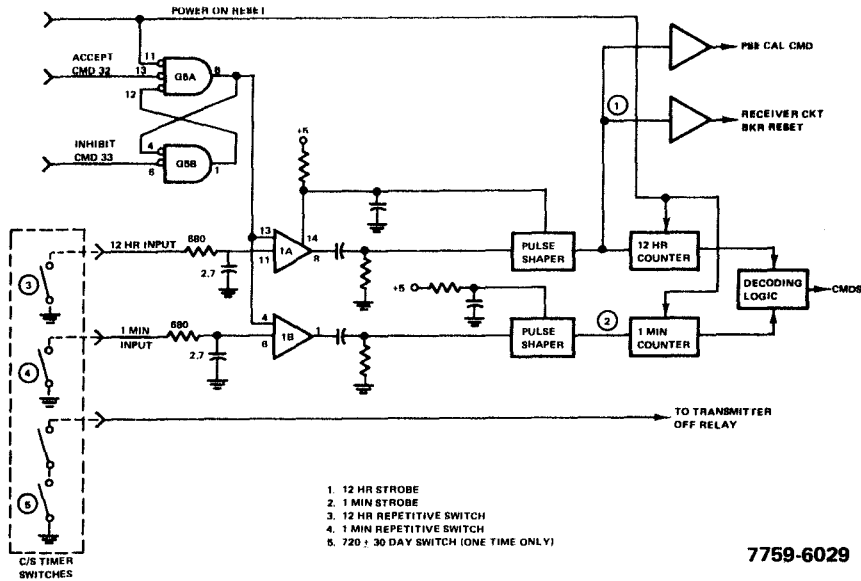 POWER ON RESET
ACCEPT
CMD 32
11
13
12
G5A
8
INHIBIT
CMD 33
4
6
G5B
1
+5
PSE CAL CMD
1
RECEIVER CKT
BKR RESET
12 HR INPUT
680
2.7
13
11
1A
14
8
PULSE
SHAPER
12 HR
COUNTER
DECODING
LOGIC
CMDS
3
+5
1 MIN
INPUT
680
2.7
4
6
1B
1
PULSE
SHAPER
2
1 MIN
COUNTER
4
TO TRANSMITTER
OFF RELAY
5
C/S TIMER
SWITCHES
1. 12 HR STROBE
2. 1 MIN STROBE
3. 12 HR REPETITIVE SWITCH
4. 1 MIN REPETITIVE SWITCH
5. 720 ± 30 DAY SWITCH (ONE TIME ONLY)
7759-6029